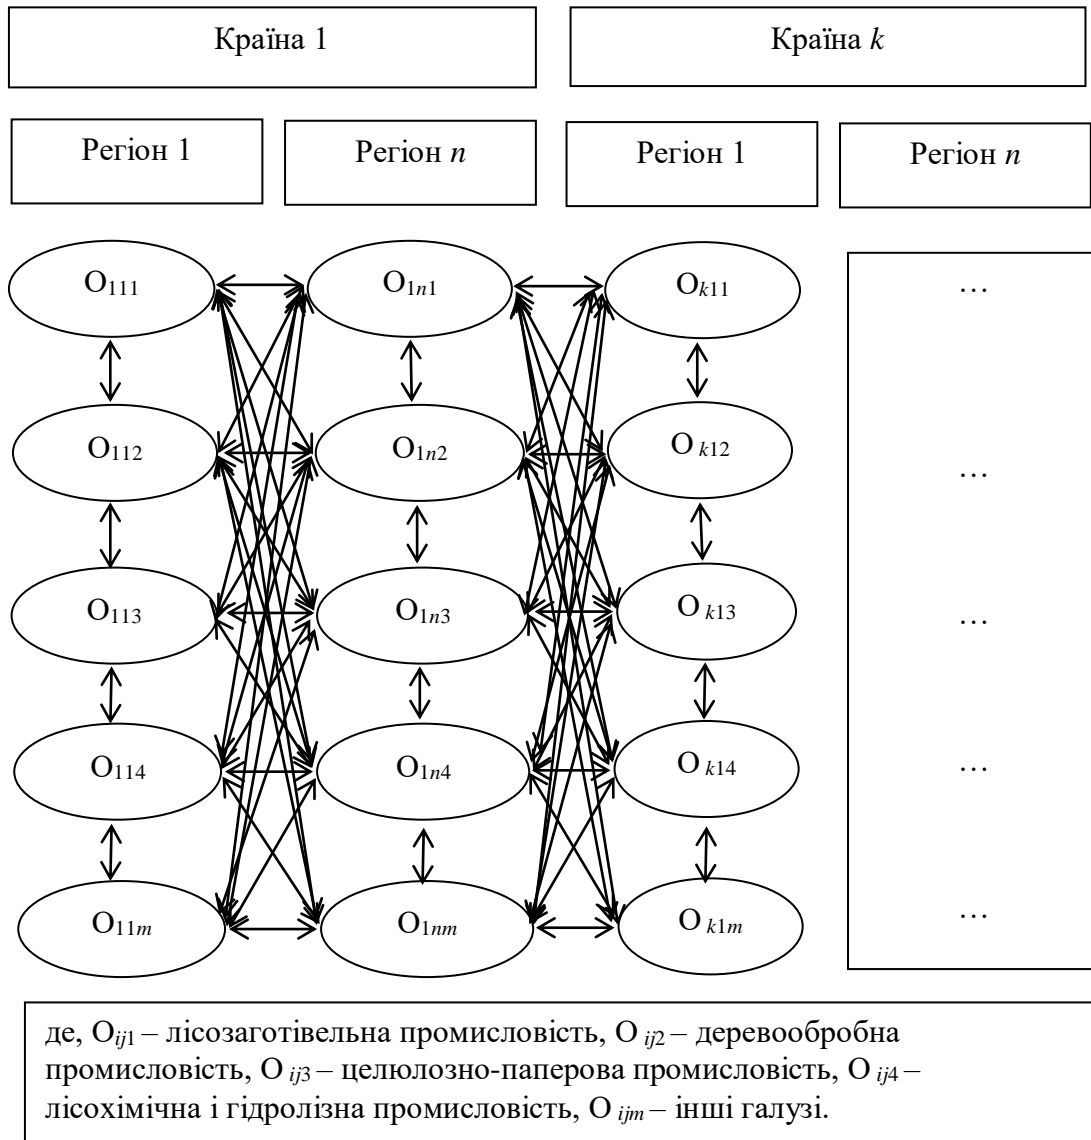 Країна 1 Країна k
Регіон 1 Регіон n Регіон 1 Регіон n
O111 O1n1 Ok11 …
O112 O1n2 O k12 …
O113 O1n3 O k13 …
O114 O1n4 O k14 …
O11m O1nm O k1m …
де, Oij1 – лісозаготівельна промисловість, O ij2 – деревообробна
промисловість, O ij3 – целюлозно-паперова промисловість, O ij4 –
лісохімічна і гідролізна промисловість, O ijm – інші галузі.